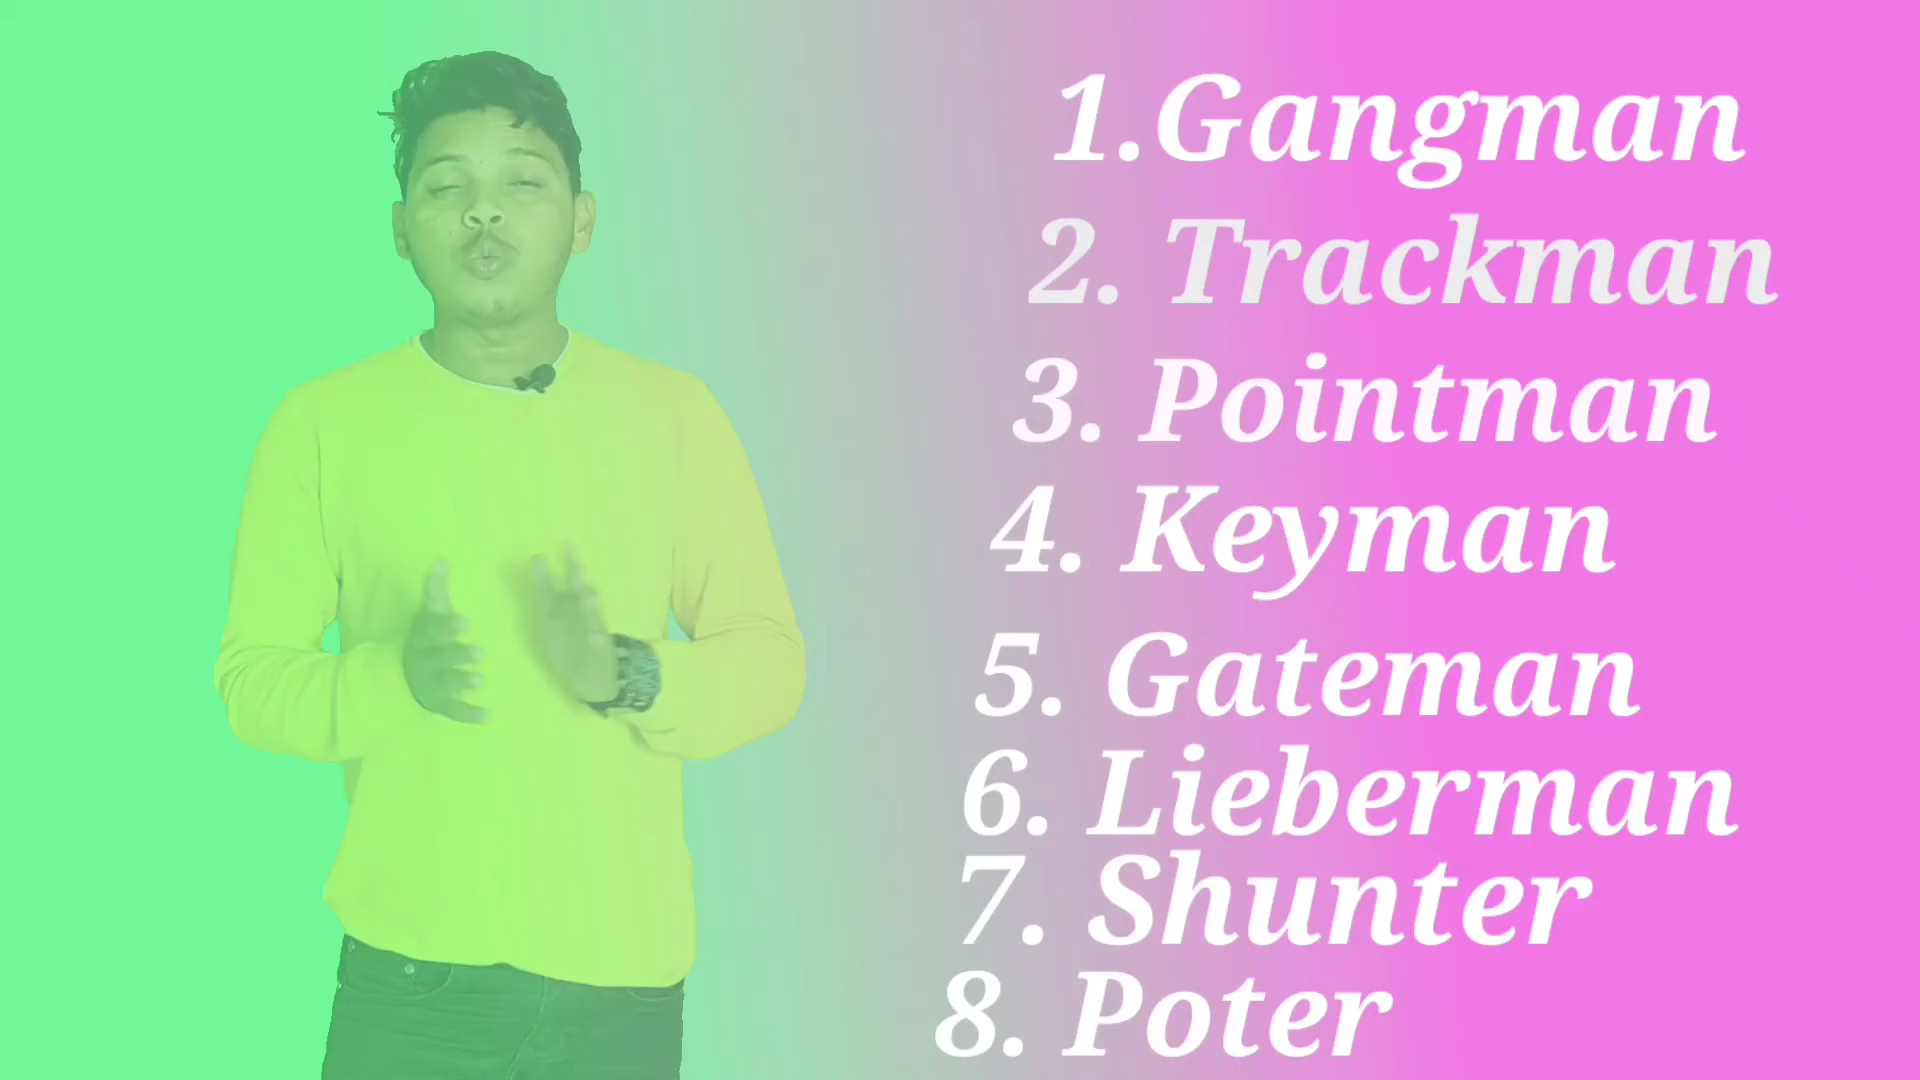 1.Gangman
2. Trackman
3. Pointman
4. Keyman
5. Gateman
6. Lieberman
7. Shunter
8. Poter